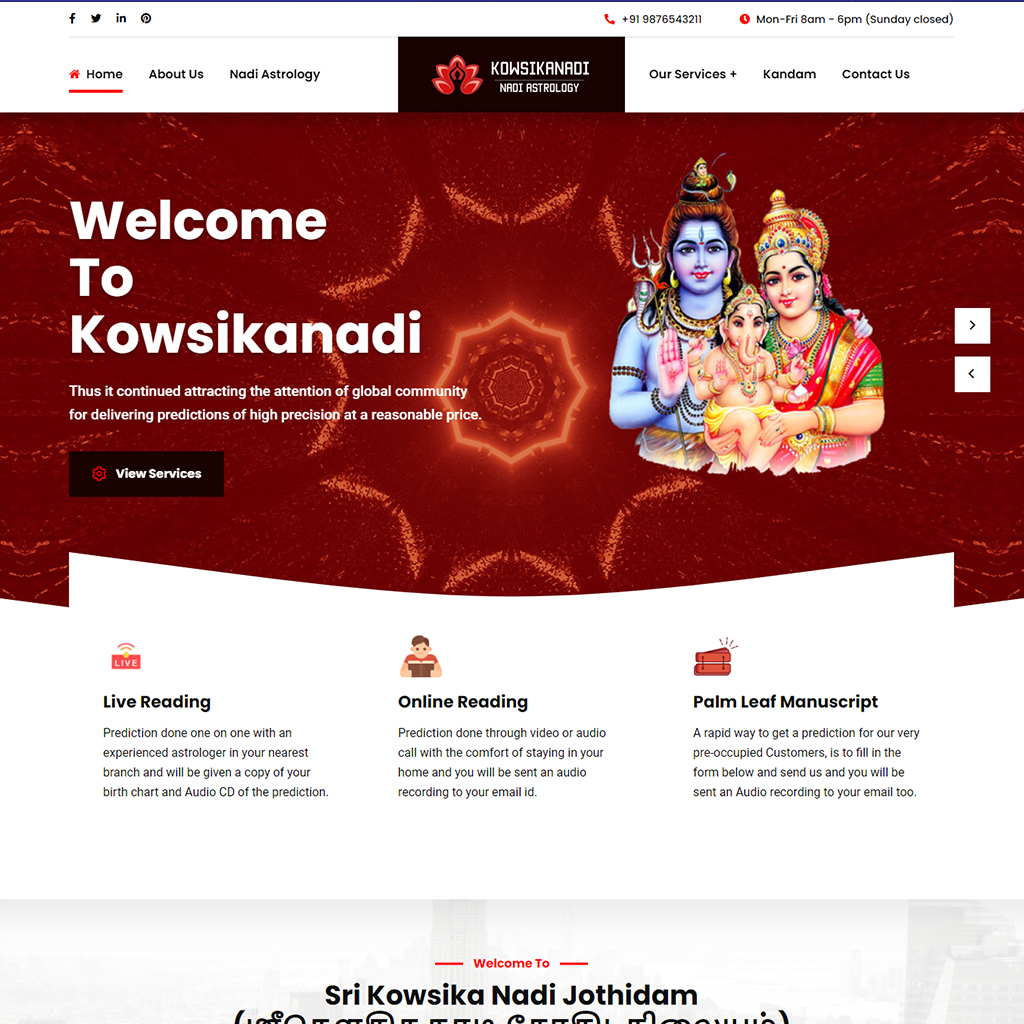 +91 9876543211
Mon-Fri 8am - 6pm (Sunday closed)
Home
About Us
Nadi Astrology
KOWSIKANADI
NADI ASTROLOGY
Our Services +
Kandam
Contact Us
Welcome
To
Kowsikanadi
Thus it continued attracting the attention of global community
for delivering predictions of high precision at a reasonable price.
View Services
LIVE
Live Reading
Prediction done one on one with an
experienced astrologer in your nearest
branch and will be given a copy of your
birth chart and Audio CD of the prediction.
Online Reading
Prediction done through video or audio
call with the comfort of staying in your
home and you will be sent an audio
recording to your email id.
Palm Leaf Manuscript
A rapid way to get a prediction for our very
pre-occupied Customers, is to fill in the
form below and send us and you will be
sent an Audio recording to your email too.
Welcome To
Sri Kowsika Nadi Jothidam